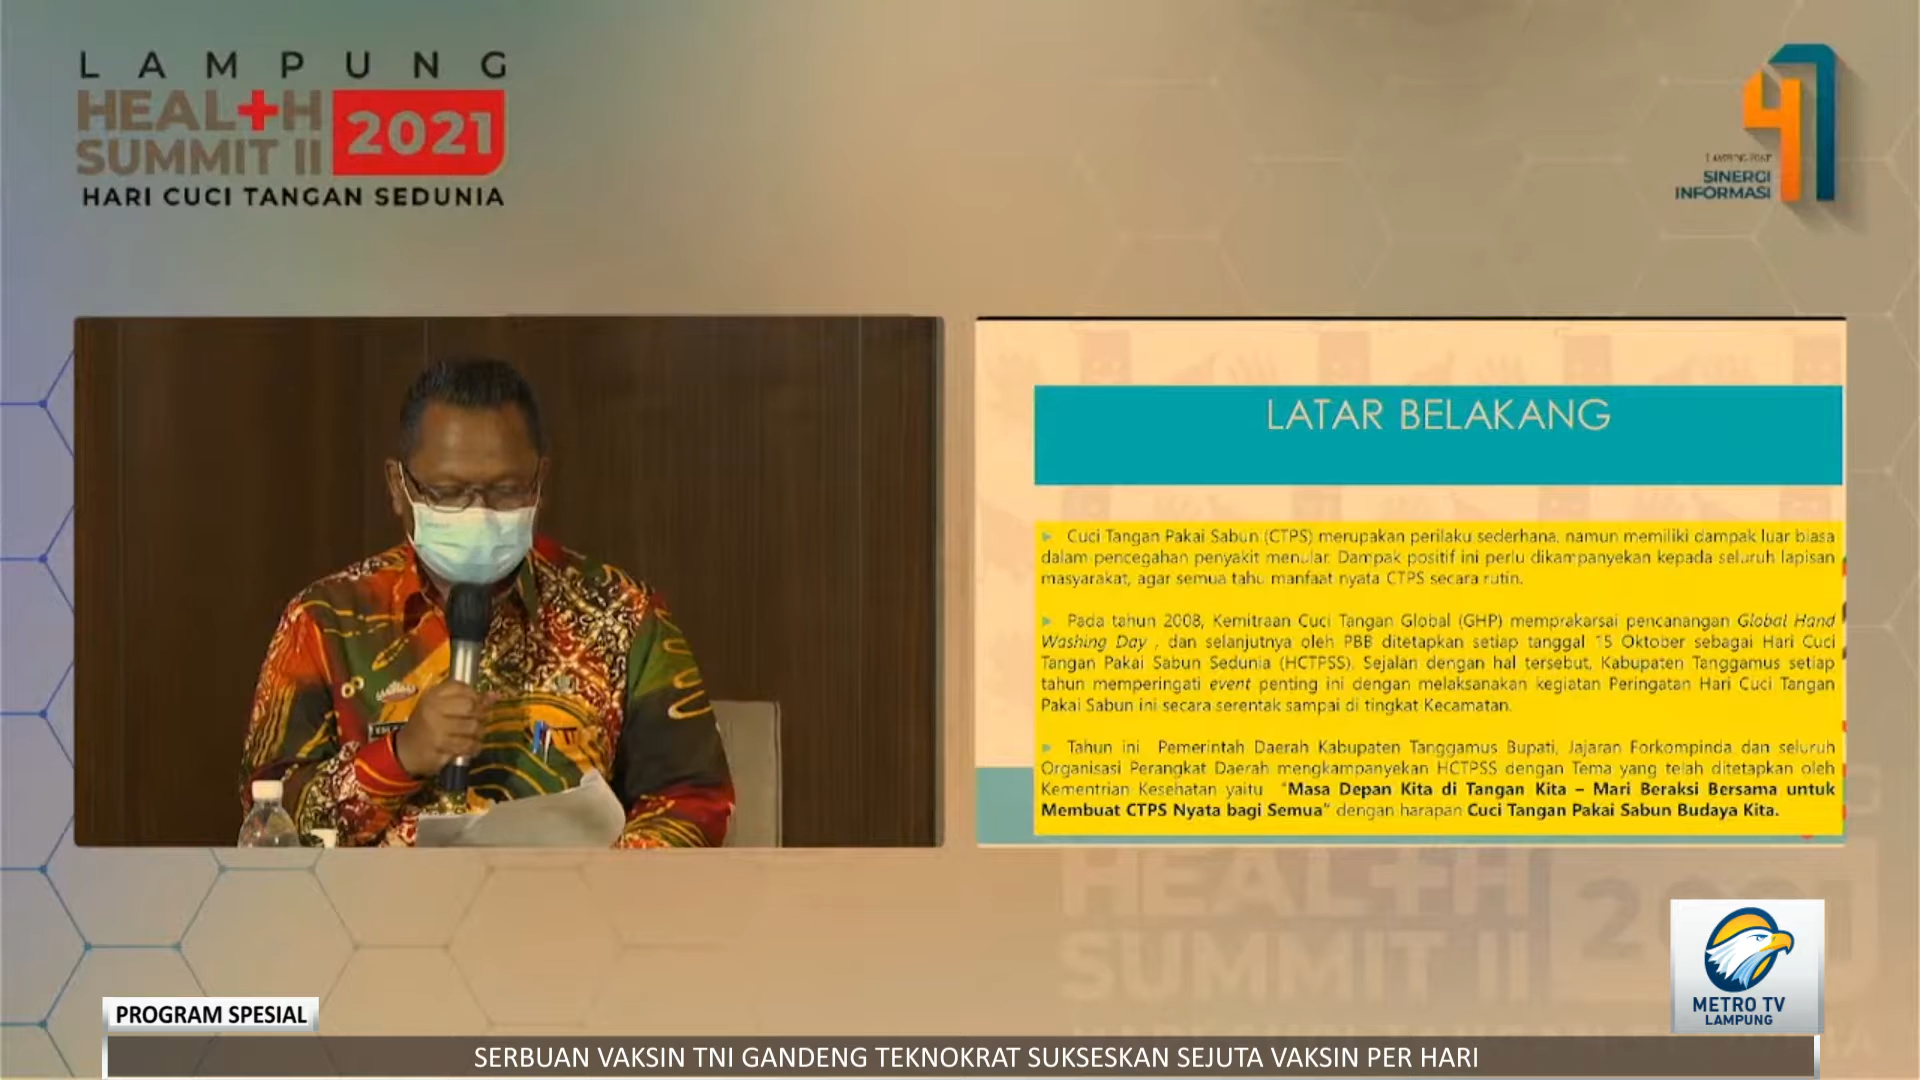 LAMPUNG
HEALTH
SUMMIT II
2021
HARI CUCI TANGAN SEDUNIA
LAMPUNG POST
SINERGI
INFORMASI
47
LATAR BELAKANG
Cuci Tangan Pakai Sabun (CTPS) merupakan perilaku sederhana, namun memiliki dampak luar biasa
dalam pencegahan penyakit menular. Dampak positif ini perlu dikampanyekan kepada seluruh lapisan
masyarakat, agar semua tahu manfaat nyata CTPS secara rutin.
Pada tahun 2008, Kemitraan Cuci Tangan Global (GHP) memprakarsai pencanangan Global Hand
Washing Day , dan selanjutnya oleh PBB ditetapkan setiap tanggal 15 Oktober sebagai Hari Cuci
Tangan Pakai Sabun Sedunia (HCTPSS). Sejalan dengan hal tersebut, Kabupaten Tanggamus setiap
tahun memperingati event penting ini dengan melaksanakan kegiatan Peringatan Hari Cuci Tangan
Pakai Sabun ini secara serentak sampai di tingkat Kecamatan.
Tahun ini Pemerintah Daerah Kabupaten Tanggamus Bupati, Jajaran Forkompinda dan seluruh
Organisasi Perangkat Daerah mengkampanyekan HCTPSS dengan Tema yang telah ditetapkan oleh
Kementrian Kesehatan yaitu "Masa Depan Kita di Tangan Kita – Mari Beraksi Bersama untuk
Membuat CTPS Nyata bagi Semua" dengan harapan Cuci Tangan Pakai Sabun Budaya Kita.
HEALTH
SUMMIT II
METRO TV
LAMPUNG
PROGRAM SPESIAL
SERBUAN VAKSIN TNI GANDENG TEKNOKRAT SUKSESKAN SEJUTA VAKSIN PER HARI